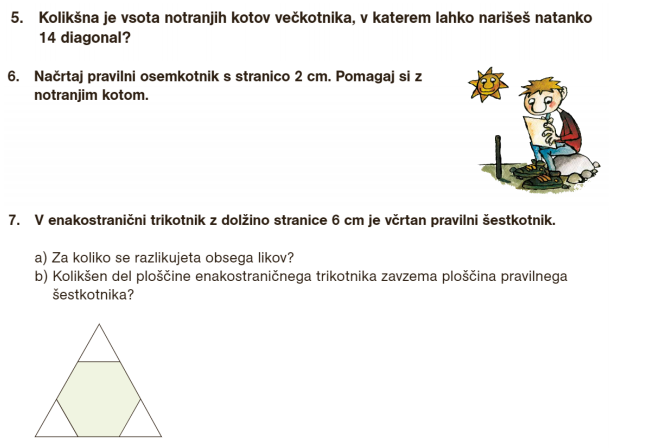 5. Kolikšna je vsota notranjih kotov večkotnika, v katerem lahko narišeš natanko
14 diagonal?
6. Načrtaj pravilni osemkotnik s stranico 2 cm. Pomagaj si z
notranjim kotom.
7. V enakostranični trikotnik z dolžino stranice 6 cm je včrtan pravilni šestkotnik.
a) Za koliko se razlikujeta obsega likov?
b) Kolikšen del ploščine enakostraničnega trikotnika zavzema ploščina pravilnega
šestkotnika?